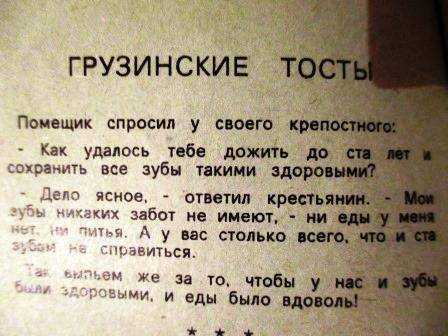 ГРУЗИНСКИЕ ТОСТЫ
Помещик спросил у своего крепостного:
- Как удалось тебе дожить до ста лет и
сохранить все зубы такими здоровыми?
- Дело ясное, - ответил крестьянин. - Мои
зубы никаких забот не имеют, - ни еды у меня
нет, ни питья. А у вас столько всего, что и ста
зубам не справиться.
Так выпьем же за то, чтобы у нас и зубы
были здоровыми, и еды было вдоволь!
* * *